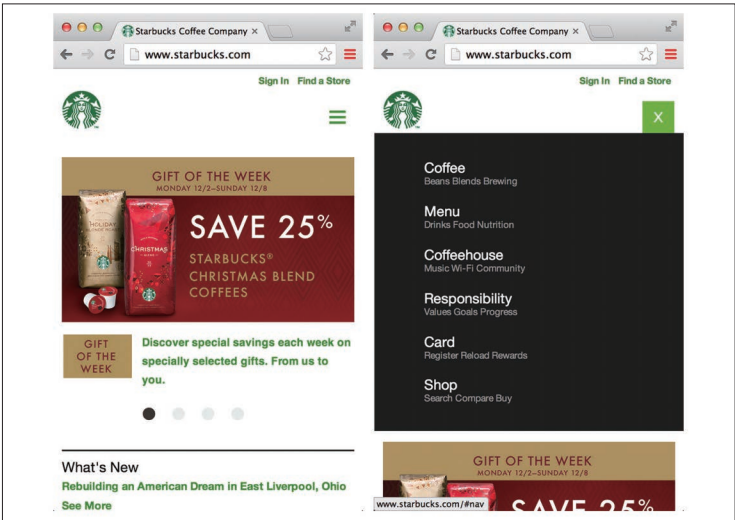 Starbucks Coffee Company ×
www.starbucks.com
Sign In Find a Store
GIFT OF THE WEEK
MONDAY 12/2–SUNDAY 12/8
HOLIDAY
CHRISTMAS
BLEND
SAVE 25%
STARBUCKS®
CHRISTMAS BLEND
COFFEES
GIFT
OF THE
WEEK
Discover special savings each week on
specially selected gifts. From us to
you.
What's New
Rebuilding an American Dream in East Liverpool, Ohio
See More
Starbucks Coffee Company ×
www.starbucks.com
Sign In Find a Store
X
Coffee
Beans Blends Brewing
Menu
Drinks Food Nutrition
Coffeehouse
Music Wi-Fi Community
Responsibility
Values Goals Progress
Card
Register Reload Rewards
Shop
Search Compare Buy
GIFT OF THE WEEK
MONDAY 12/2–SUNDAY 12/8
SAVE 25%
www.starbucks.com/#nav